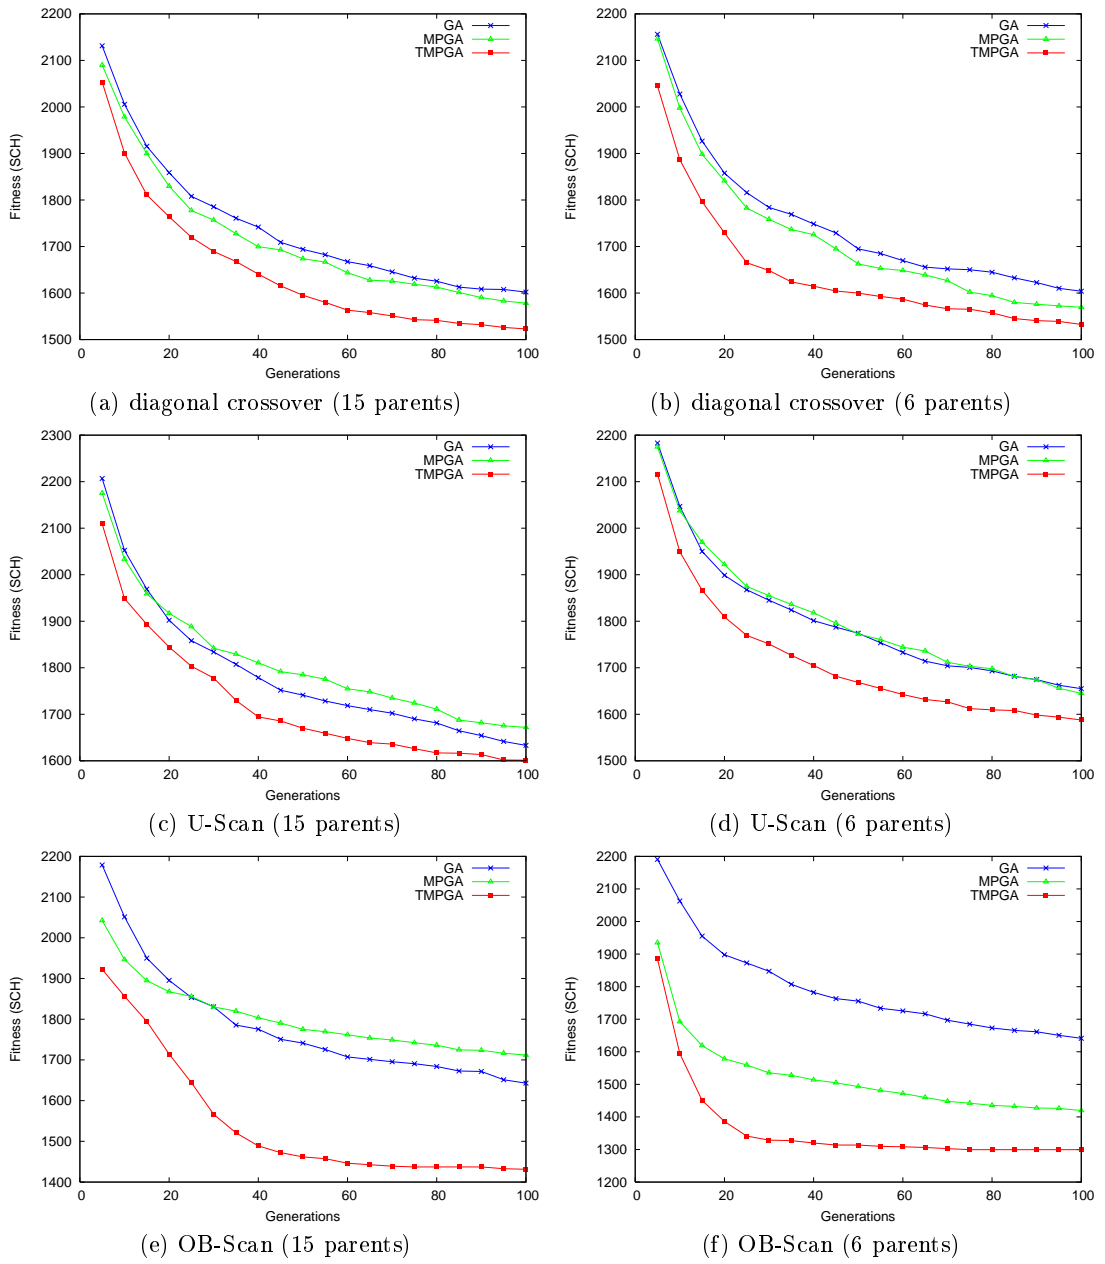 2200
2100
2000
1900
1800
1700
1600
1500
0 20 40 60 80 100
Fitness (SCH)
Generations
GA
MPGA
TMPGA
(a) diagonal crossover (15 parents)
2200
2100
2000
1900
1800
1700
1600
1500
0 20 40 60 80 100
Fitness (SCH)
Generations
GA
MPGA
TMPGA
(b) diagonal crossover (6 parents)
2300
2200
2100
2000
1900
1800
1700
1600
0 20 40 60 80 100
Fitness (SCH)
Generations
GA
MPGA
TMPGA
(c) U-Scan (15 parents)
2200
2100
2000
1900
1800
1700
1600
1500
0 20 40 60 80 100
Fitness (SCH)
Generations
GA
MPGA
TMPGA
(d) U-Scan (6 parents)
2200
2100
2000
1900
1800
1700
1600
1500
1400
0 20 40 60 80 100
Fitness (SCH)
Generations
GA
MPGA
TMPGA
(e) OB-Scan (15 parents)
2200
2100
2000
1900
1800
1700
1600
1500
1400
1300
1200
0 20 40 60 80 100
Fitness (SCH)
Generations
GA
MPGA
TMPGA
(f) OB-Scan (6 parents)